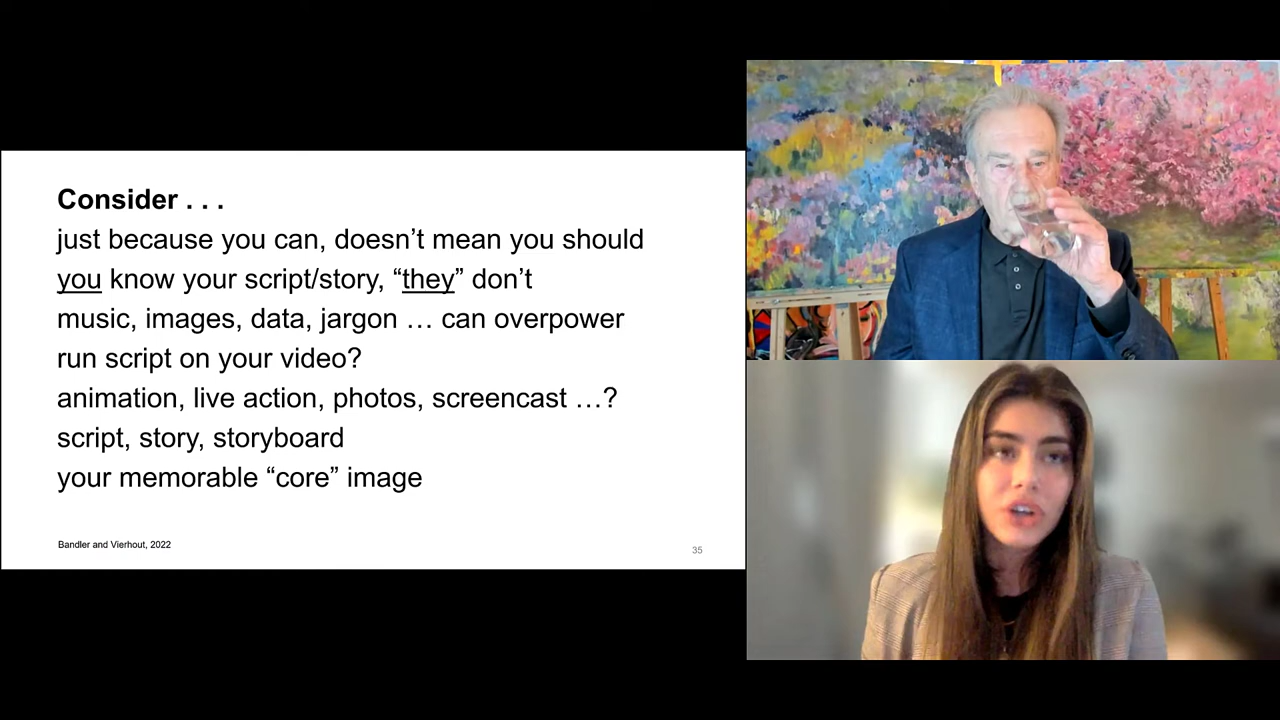 Consider . . .
just because you can, doesn’t mean you should
you know your script/story, “they” don’t
music, images, data, jargon … can overpower
run script on your video?
animation, live action, photos, screencast …?
script, story, storyboard
your memorable “core” image
Bandler and Vierhout, 2022
35